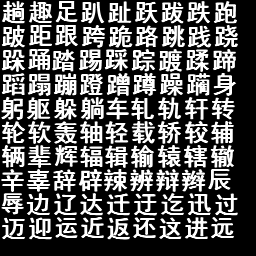 趟趣足趴趾跃跋跌跑
跛距跟跨跪路跳践跷
跺踊踏踢踩踪踱蹂蹄
蹈蹋蹦蹬蹭蹲躁躏身
躬躯躲躺车轧轨轩转
轮软轰轴轻载轿较辅
辆辈辉辐辑输辕辖辙
辛辜辞辟辣辨辩辫辰
辱边辽达迁迂迄迅过
迈迎运近返还这进远